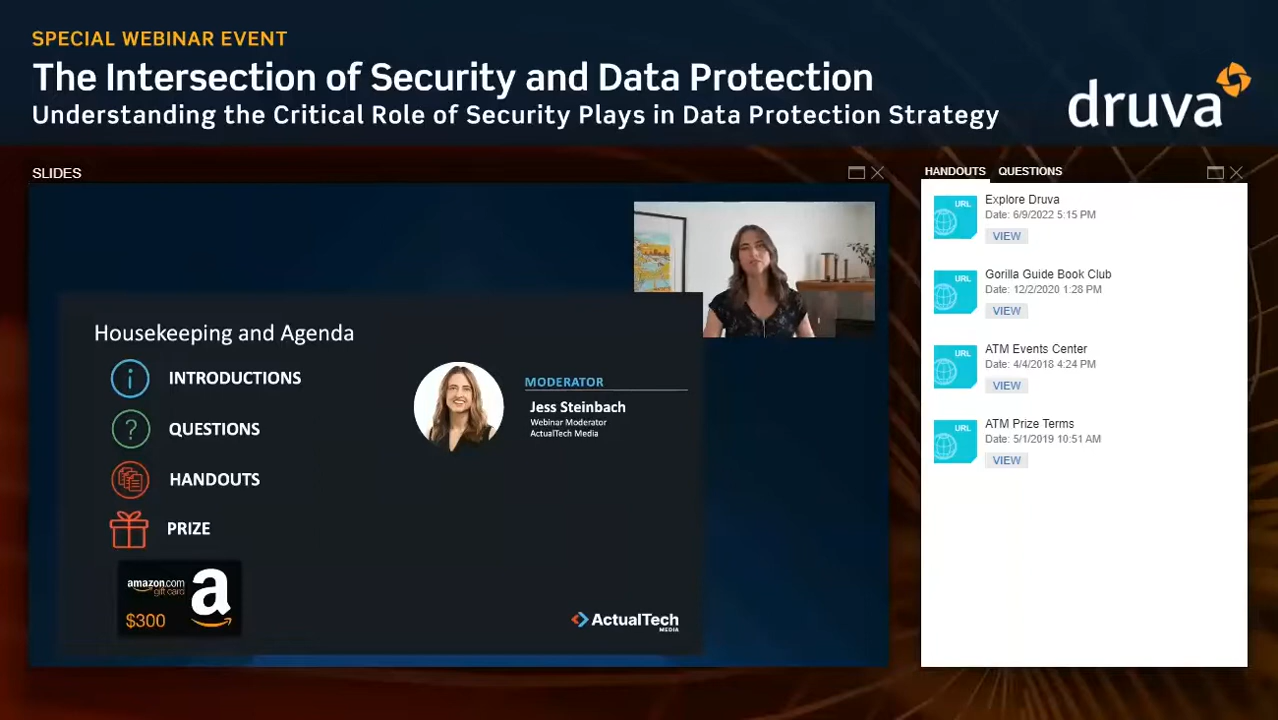 SPECIAL WEBINAR EVENT
The Intersection of Security and Data Protection
Understanding the Critical Role of Security Plays in Data Protection Strategy
druva
SLIDES
HANDOUTS QUESTIONS
Housekeeping and Agenda
INTRODUCTIONS
QUESTIONS
HANDOUTS
PRIZE
amazon.com
gift card
a
$300
MODERATOR
Jess Steinbach
Webinar Moderator
ActualTech Media
ActualTech
MEDIA
URL
Explore Druva
Date: 6/9/2022 5:15 PM
VIEW
URL
Gorilla Guide Book Club
Date: 12/2/2020 1:28 PM
VIEW
URL
ATM Events Center
Date: 4/4/2018 4:24 PM
VIEW
URL
ATM Prize Terms
Date: 5/1/2019 10:51 AM
VIEW